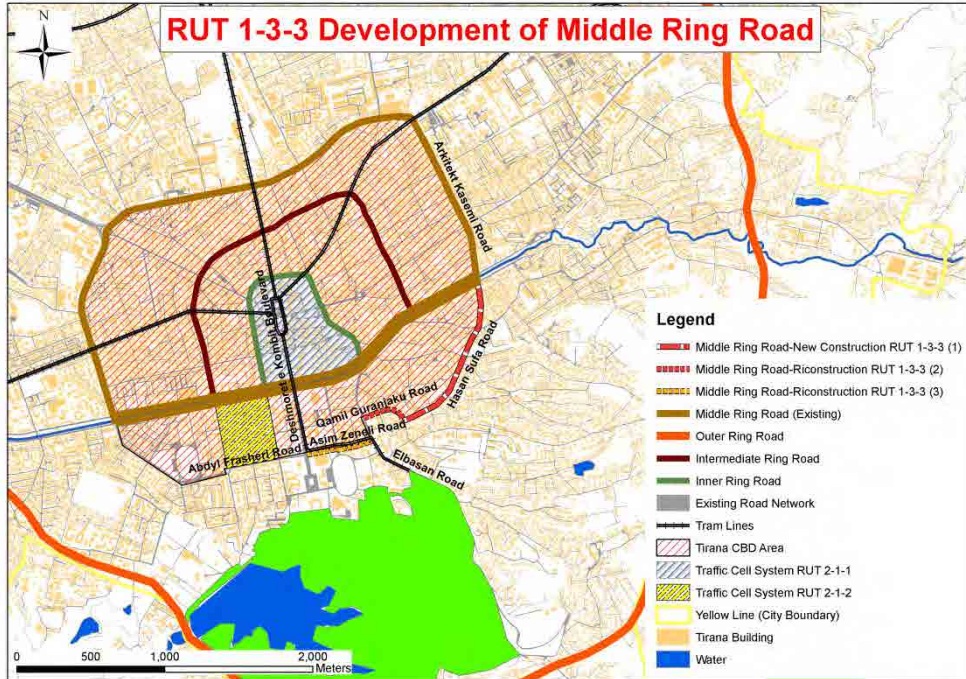 RUT 1-3-3 Development of Middle Ring Road
N
Arkitekt Kasemi Road
Deshmoret e Kombit Boulevard
Hasan Sufa Road
Qamil Guranjaku Road
Asim Zeneli Road
Abdyl Frasheri Road
Elbasan Road
Legend
Middle Ring Road-New Construction RUT 1-3-3 (1)
Middle Ring Road-Riconstruction RUT 1-3-3 (2)
Middle Ring Road-Riconstruction RUT 1-3-3 (3)
Middle Ring Road (Existing)
Outer Ring Road
Intermediate Ring Road
Inner Ring Road
Existing Road Network
Tram Lines
Tirana CBD Area
Traffic Cell System RUT 2-1-1
Traffic Cell System RUT 2-1-2
Yellow Line (City Boundary)
Tirana Building
Water
0 500 1,000 2,000
Meters